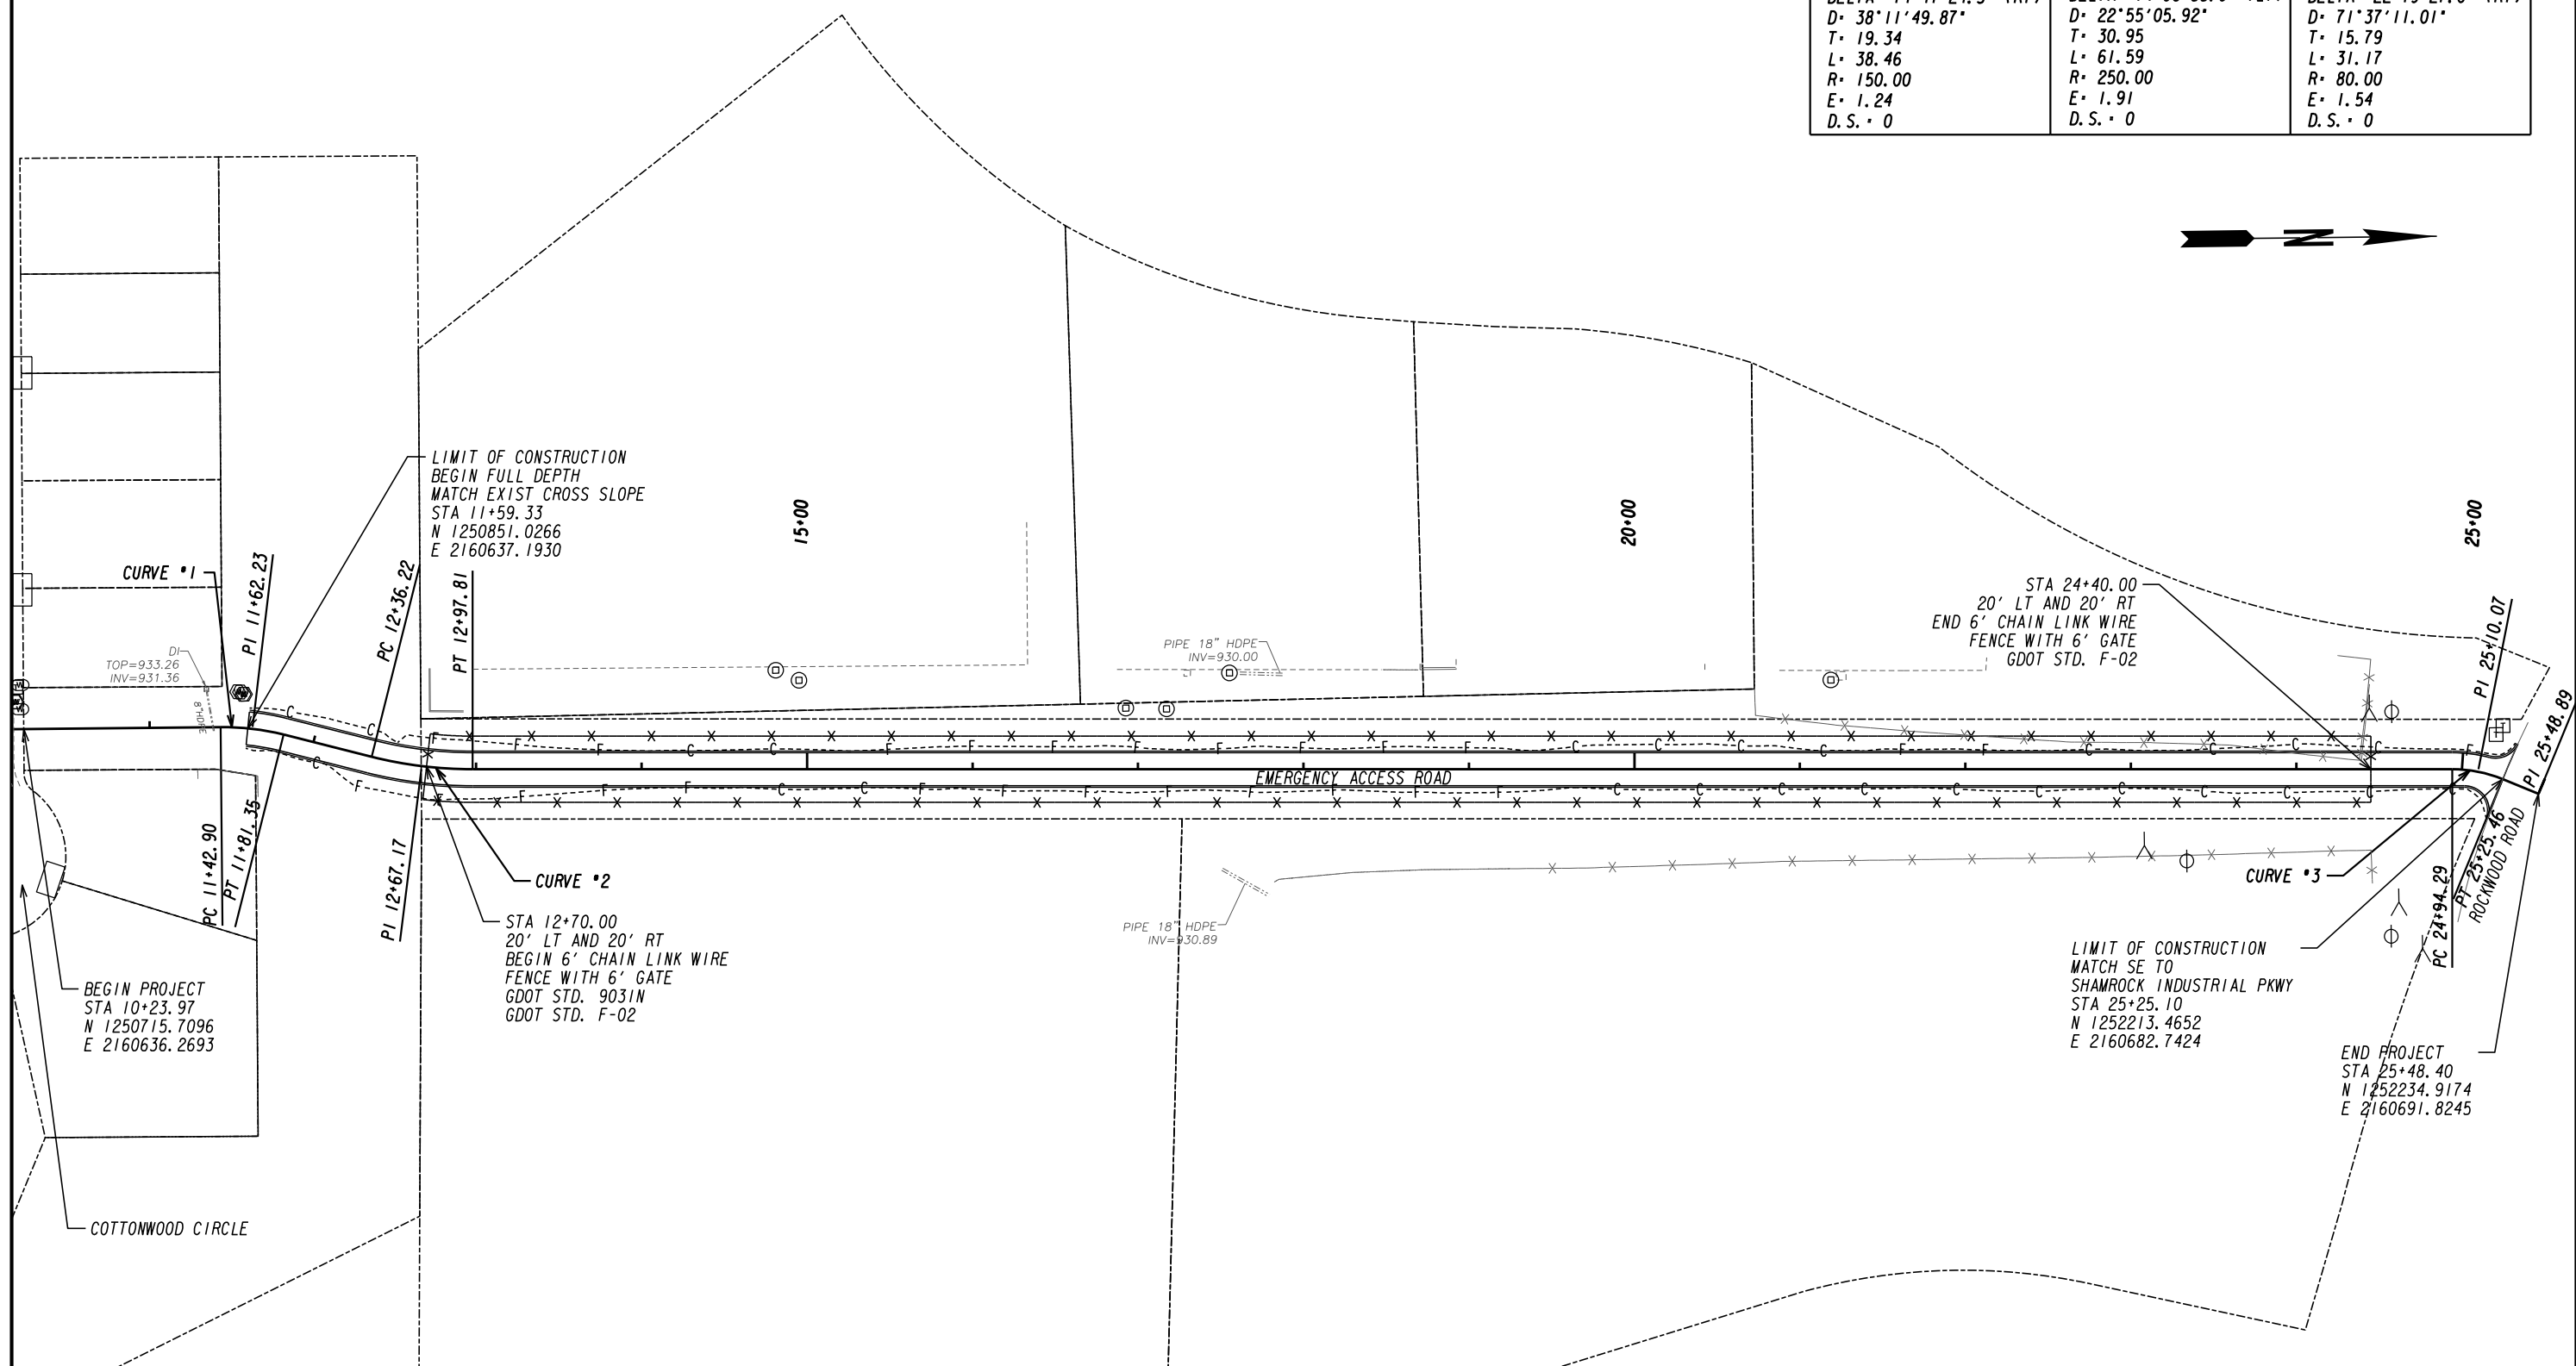 D= 38°11'49.87"
T= 19.34
L= 38.46
R= 150.00
E= 1.24
D.S. = 0
D= 22°55'05.92"
T= 30.95
L= 61.59
R= 250.00
E= 1.91
D.S. = 0
D= 71°37'11.01"
T= 15.79
L= 31.17
R= 80.00
E= 1.54
D.S. = 0
N
LIMIT OF CONSTRUCTION
BEGIN FULL DEPTH
MATCH EXIST CROSS SLOPE
STA 11+59.33
N 1250851.0266
E 2160637.1930
CURVE #1
PI 11+62.23
PC 12+36.22
PT 12+97.81
15+00
20+00
25+00
DI
TOP=933.26
INV=931.36
8"HDPE
PIPE 18" HDPE
INV=930.00
STA 24+40.00
20' LT AND 20' RT
END 6' CHAIN LINK WIRE
FENCE WITH 6' GATE
GDOT STD. F-02
PI 25+10.07
PI 25+48.89
EMERGENCY ACCESS ROAD
PC 11+42.90
PT 11+81.35
PI 12+67.17
CURVE #2
STA 12+70.00
20' LT AND 20' RT
BEGIN 6' CHAIN LINK WIRE
FENCE WITH 6' GATE
GDOT STD. 9031N
GDOT STD. F-02
PIPE 18" HDPE
INV=930.89
CURVE #3
PC 24+94.29
PT 25+25.46
ROCKWOOD ROAD
LIMIT OF CONSTRUCTION
MATCH SE TO
SHAMROCK INDUSTRIAL PKWY
STA 25+25.10
N 1252213.4652
E 2160682.7424
END PROJECT
STA 25+48.40
N 1252234.9174
E 2160691.8245
BEGIN PROJECT
STA 10+23.97
N 1250715.7096
E 2160636.2693
COTTONWOOD CIRCLE